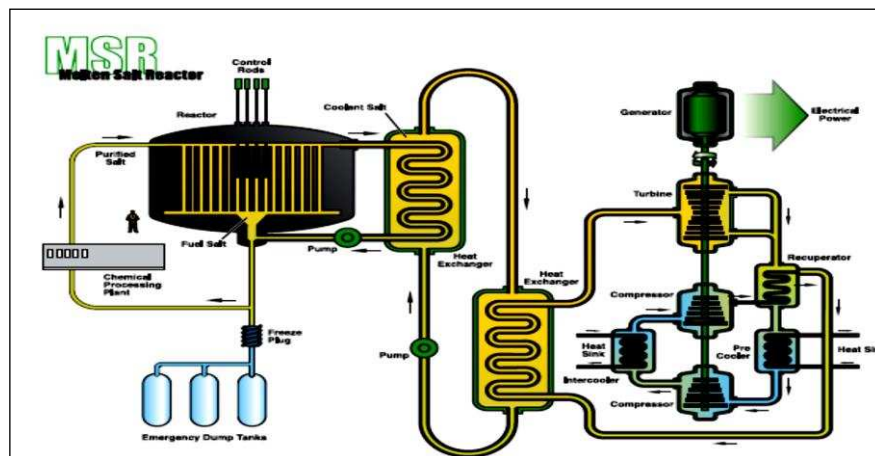 MSR
Molten Salt Reactor
Control
Rods
Reactor
Coolant Salt
Purified Salt
Fuel Salt
Pump
Heat
Exchanger
Chemical
Processing
Plant
Freeze
Plug
Emergency Dump Tanks
Pump
Heat
Exchanger
Generator
Electrical
Power
Turbine
Recuperator
Compressor
Heat
Sink
Pre
Cooler
Heat Sink
Intercooler
Compressor